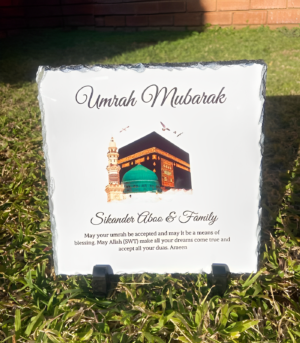 Umrah Mubarak
Sikander Aboo & Family
May your umrah be accepted and may it be a means of
blessing. May Allah (SWT) make all your dreams come true and
accept all your duas. Ameen